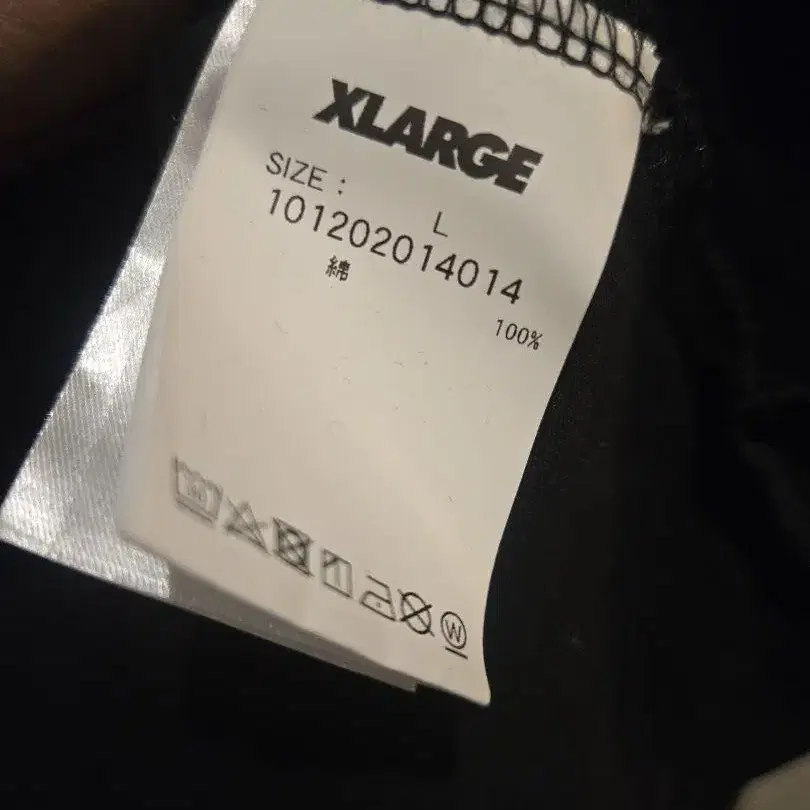 XLARGE
SIZE :
L
101202014014
綿
100%
W